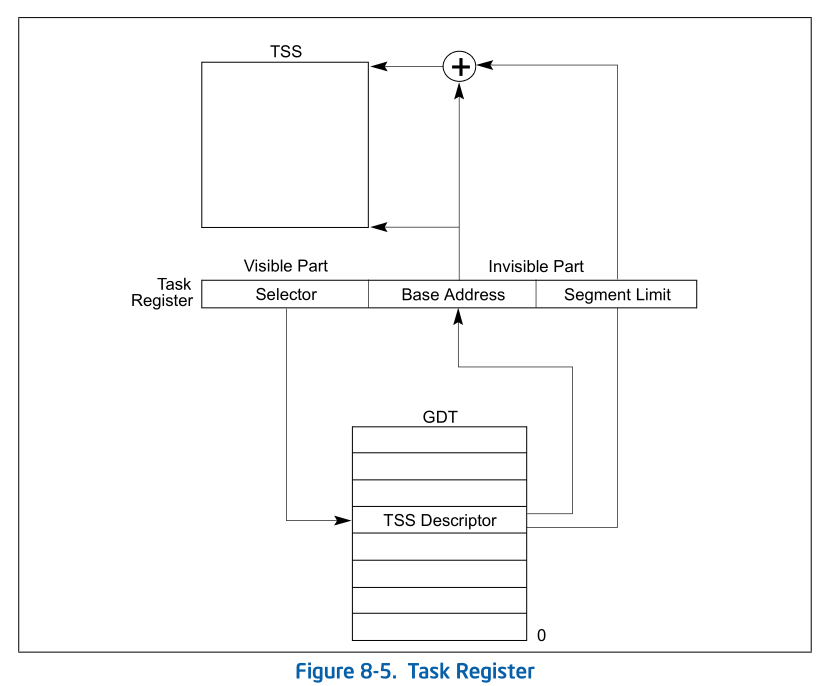 TSS
+
Visible Part
Invisible Part
Task
Register
Selector
Base Address
Segment Limit
GDT
TSS Descriptor
0
Figure 8-5. Task Register